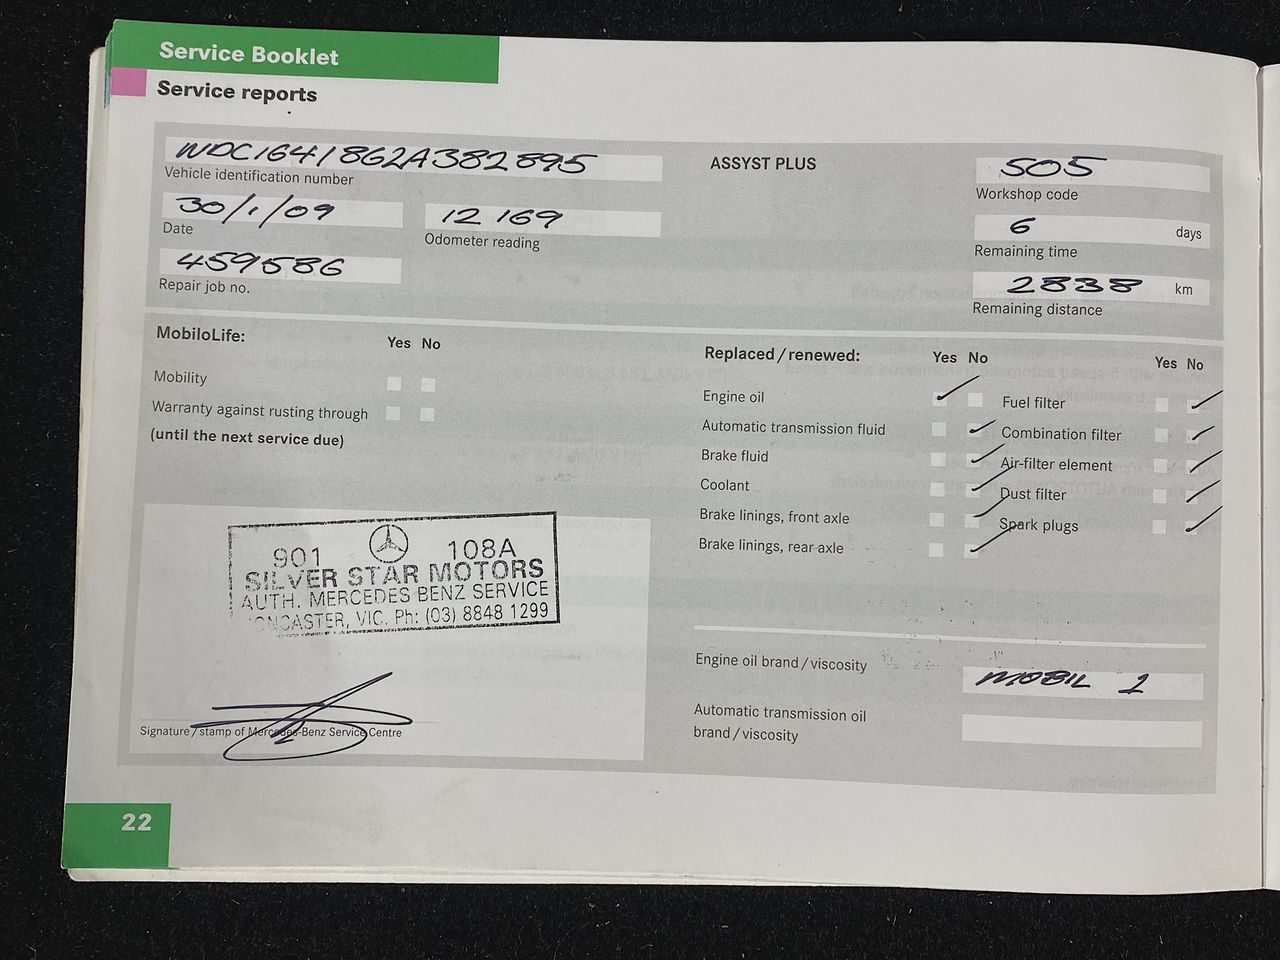 Service Booklet
Service reports
WDC1641862A382895
Vehicle identification number
30/1/09
Date
12 169
Odometer reading
459586
Repair job no.
ASSYST PLUS
505
Workshop code
6 days
Remaining time
2838 km
Remaining distance
MobiloLife:
Yes No
Mobility
Warranty against rusting through
(until the next service due)
901 108A
SILVER STAR MOTORS
AUTH. MERCEDES BENZ SERVICE
VIC. Ph: (03) 8848 1299
Signature/stamp of Mercedes-Benz Service Centre
Replaced/renewed:
Yes No
Yes No
Engine oil
Automatic transmission fluid
Brake fluid
Coolant
Brake linings, front axle
Brake linings, rear axle
Fuel filter
Combination filter
Air-filter element
Dust filter
Spark plugs
Engine oil brand/viscosity
MOBIL 1
Automatic transmission oil
brand/viscosity
22